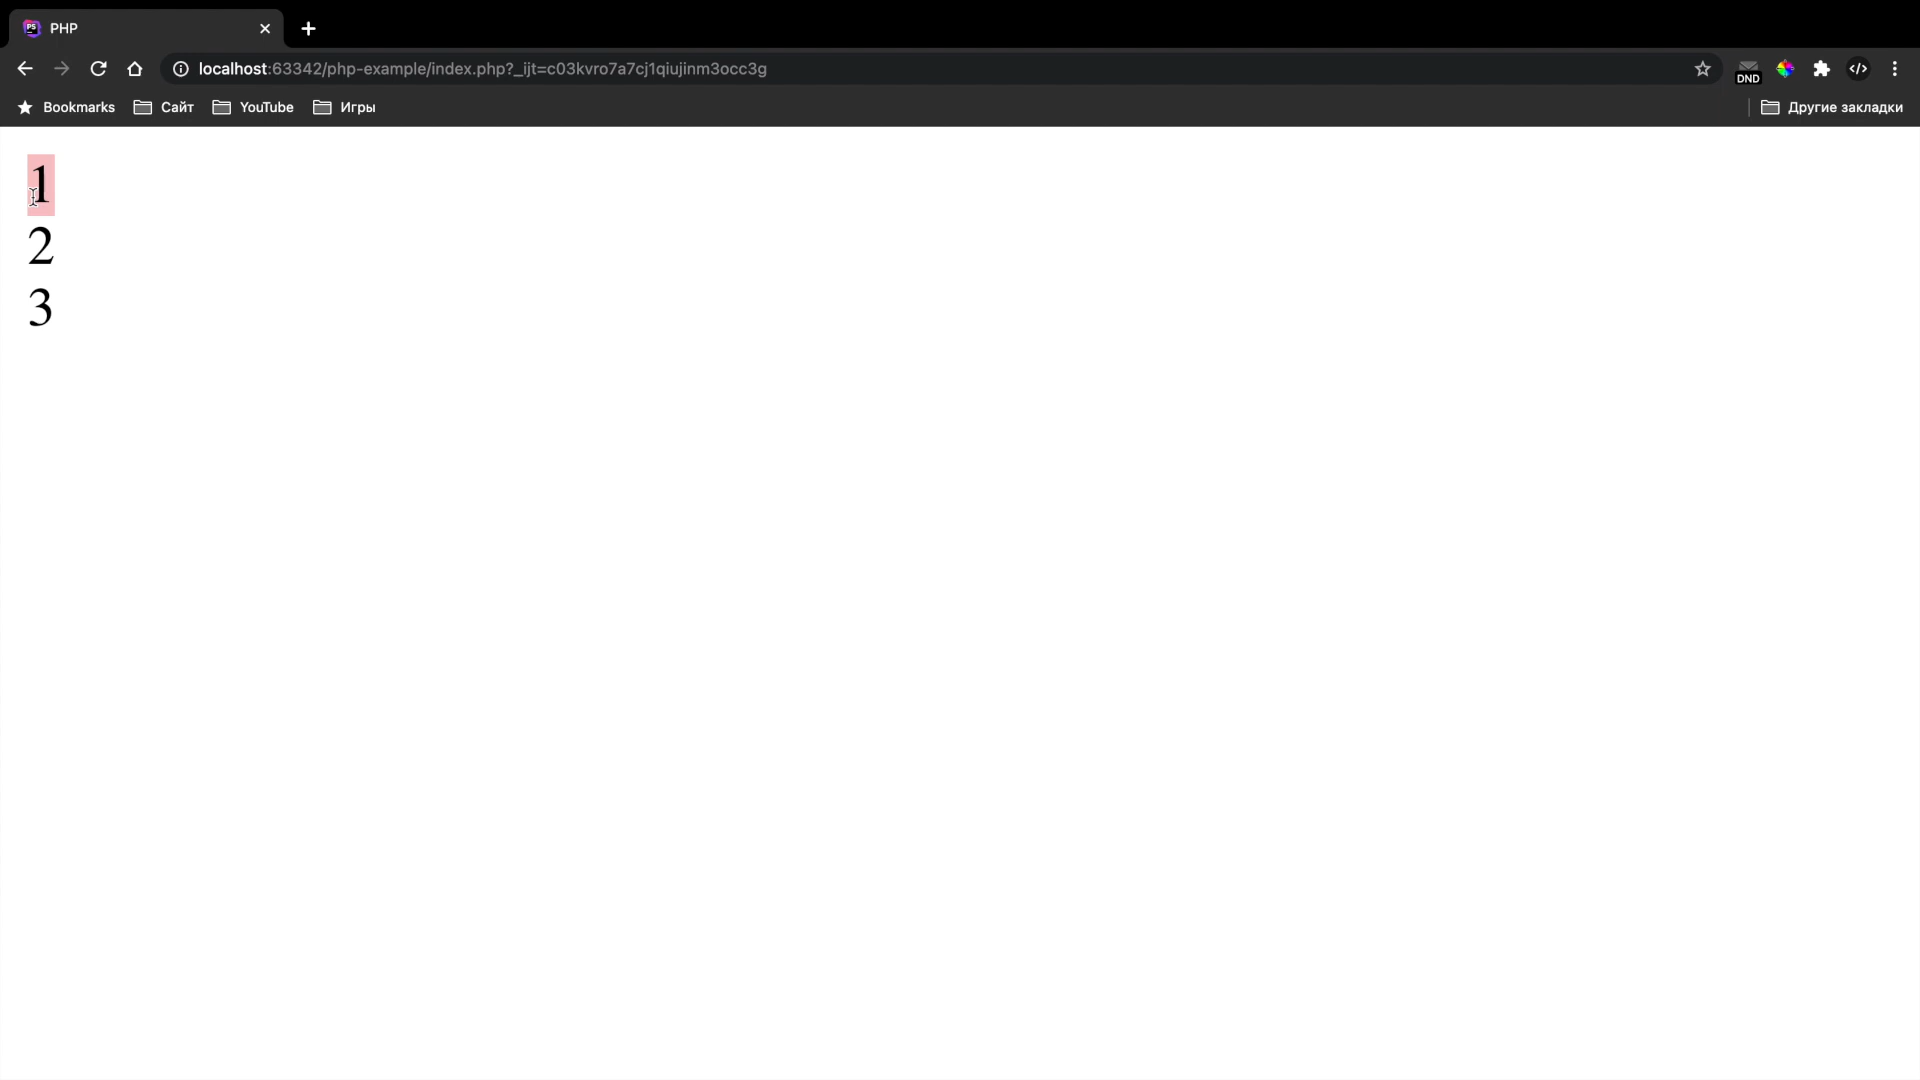 PS PHP
localhost:63342/php-example/index.php?_ijt=c03kvro7a7cj1qiujinm3occ3g
DND
Bookmarks Сайт YouTube Игры Другие закладки
1
2
3